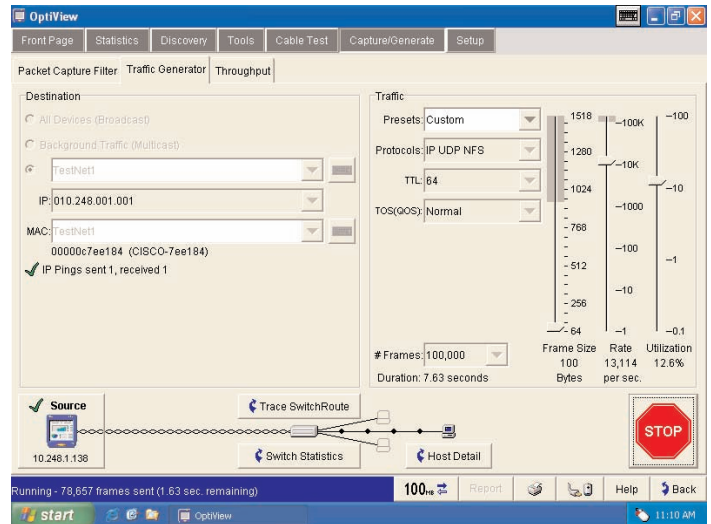 OptiView
Front Page Statistics Discovery Tools Cable Test Capture/Generate Setup
Packet Capture Filter Traffic Generator Throughput
Destination
All Devices (Broadcast)
Background Traffic (Multicast)
TestNet1
IP: 010.248.001.001
MAC: TestNet1
00000c7ee184 (CISCO-7ee184)
IP Pings sent 1, received 1
Traffic
Presets: Custom
Protocols: IP UDP NFS
TTL: 64
TOS(QOS): Normal
# Frames: 100,000
Duration: 7.63 seconds
1518
1280
1024
768
512
256
64
Frame Size
100
Bytes
100K
10K
1000
100
10
1
Rate
13,114
per sec.
100
10
1
0.1
Utilization
12.6%
Source
10.248.1.138
Trace SwitchRoute
Switch Statistics
Host Detail
STOP
Running - 78,657 frames sent (1.63 sec. remaining)
100 Report Help Back
start OptiView 11:10 AM